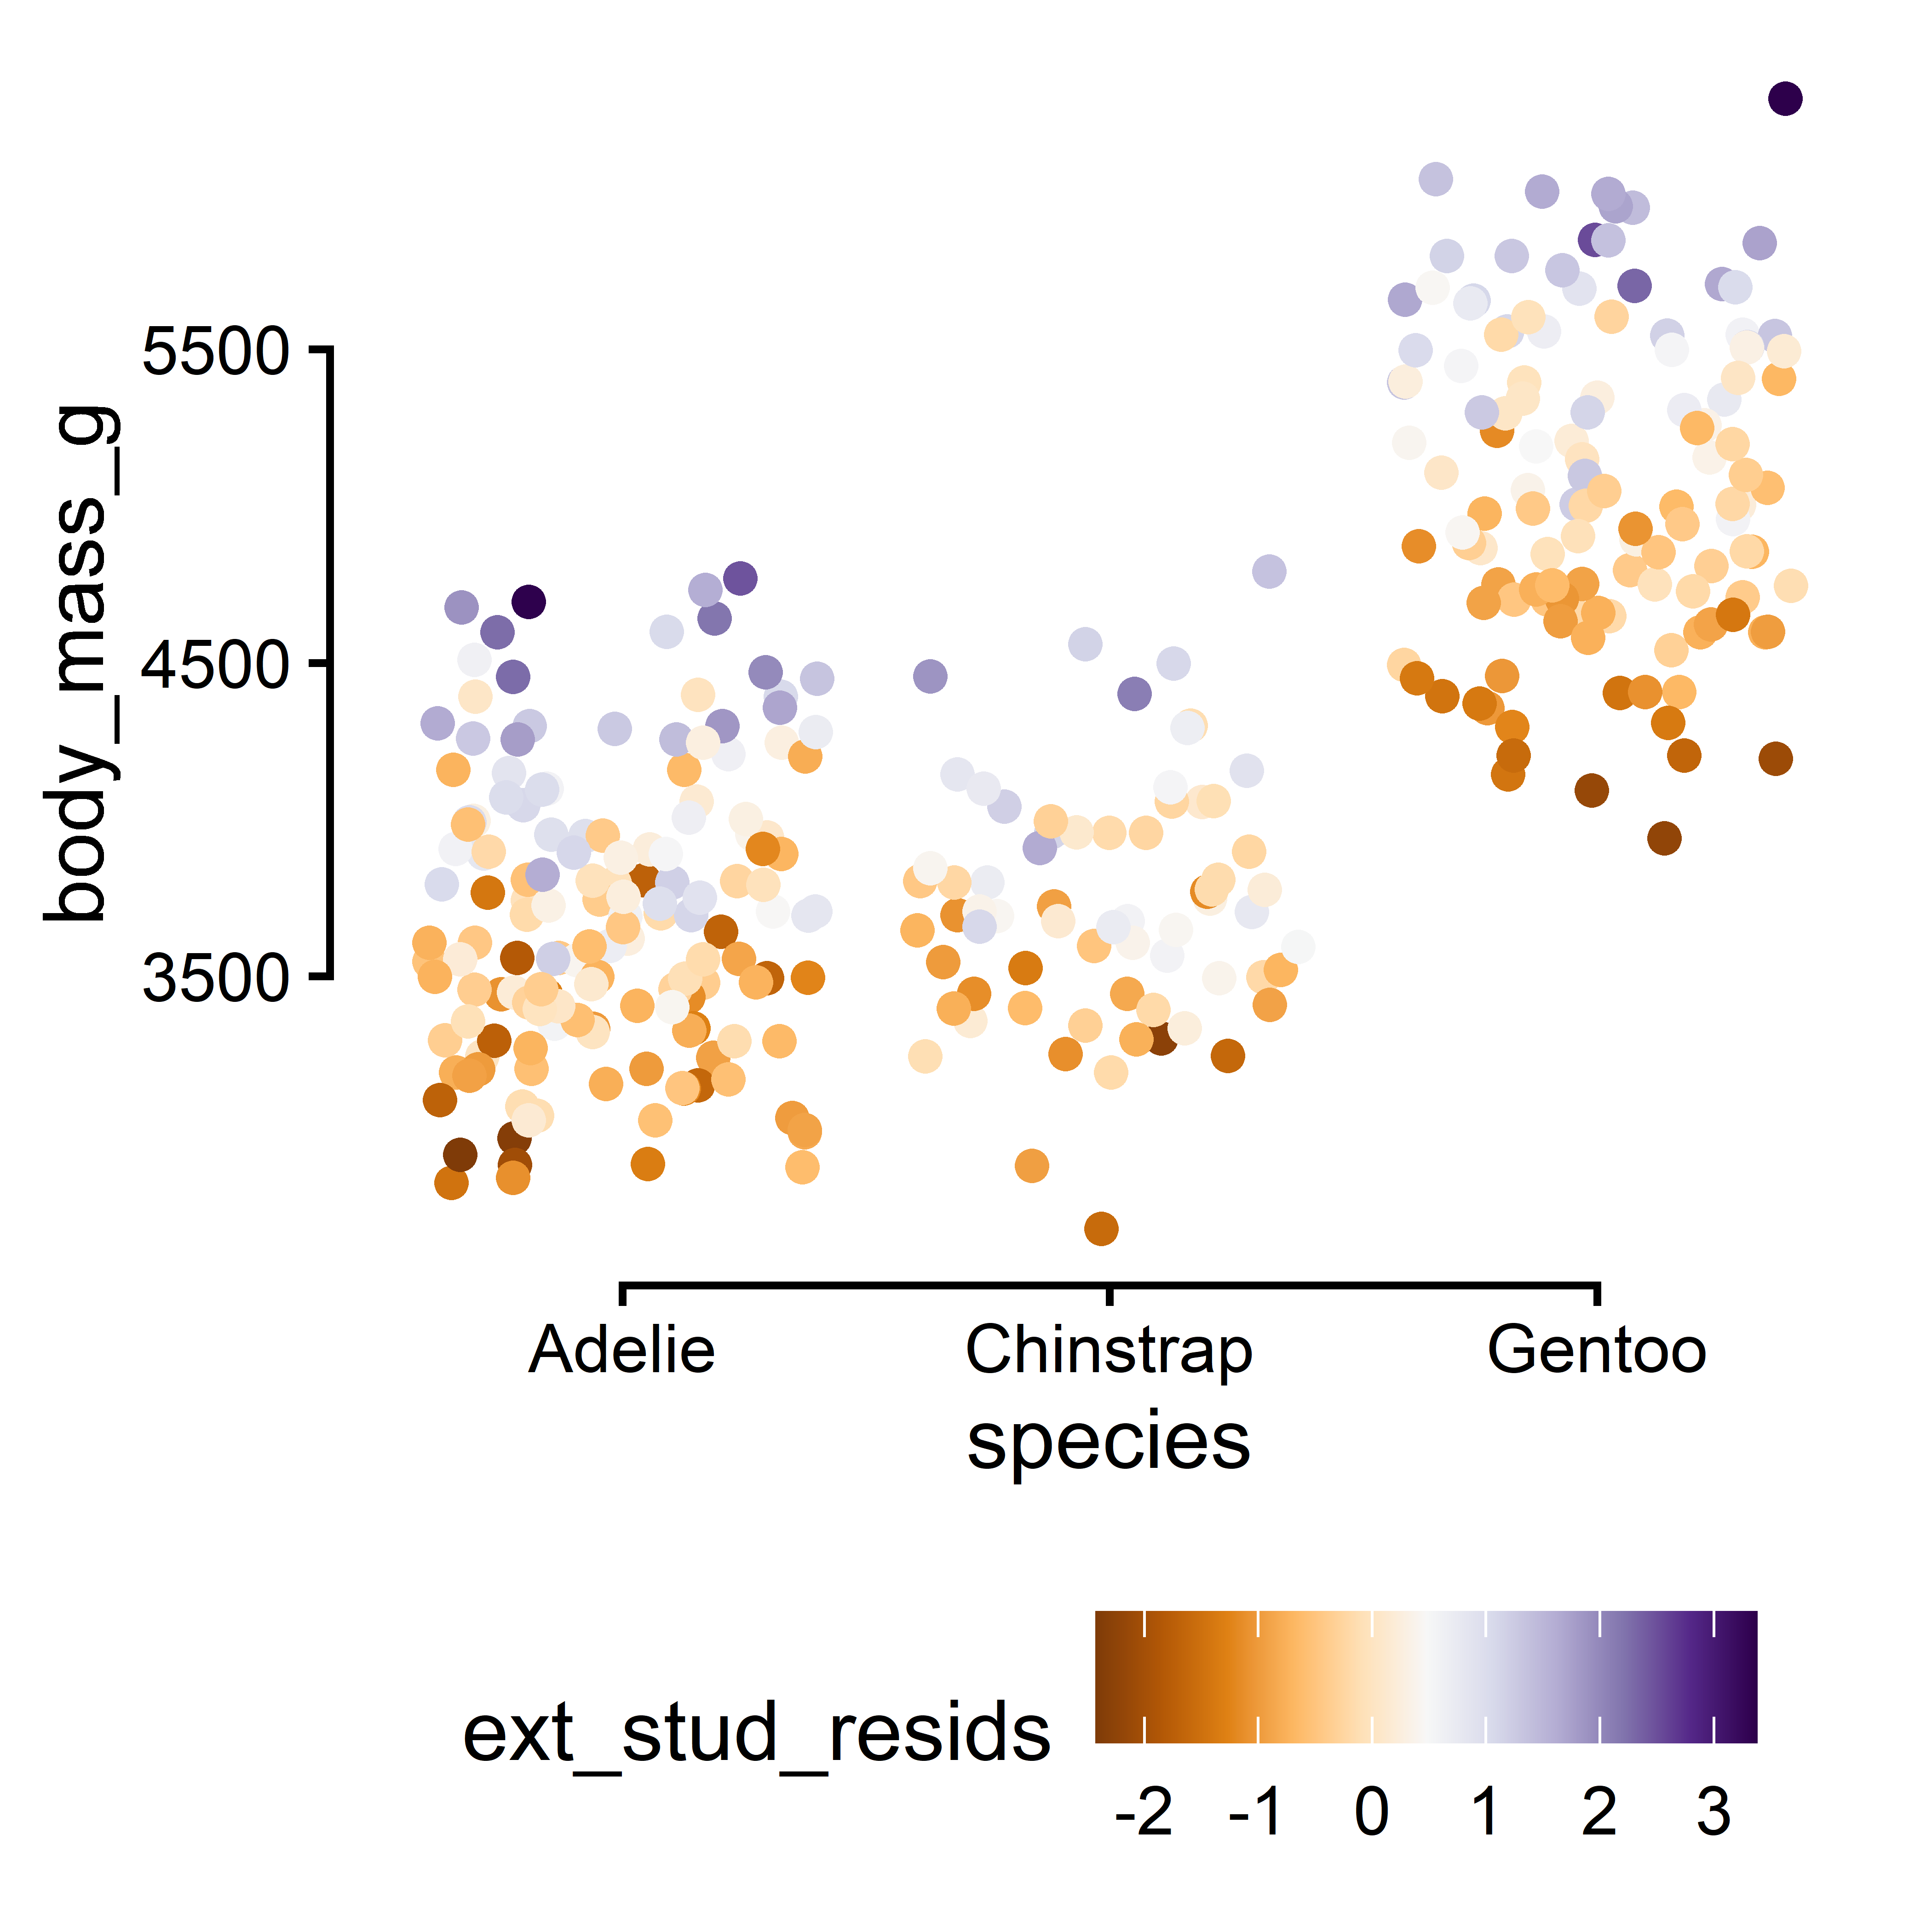 body_mass_g
5500
4500
3500
Adelie Chinstrap Gentoo
species
ext_stud_resids
-2 -1 0 1 2 3